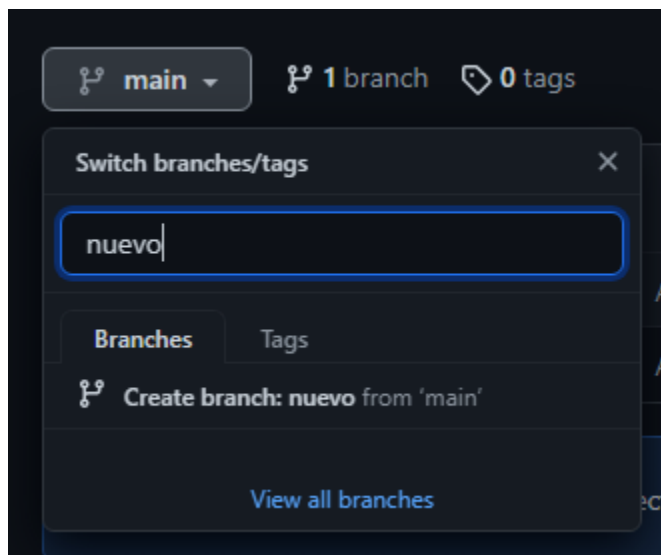 main 1 branch 0 tags
Switch branches/tags
nuevo
Branches Tags
Create branch: nuevo from ‘main’
View all branches